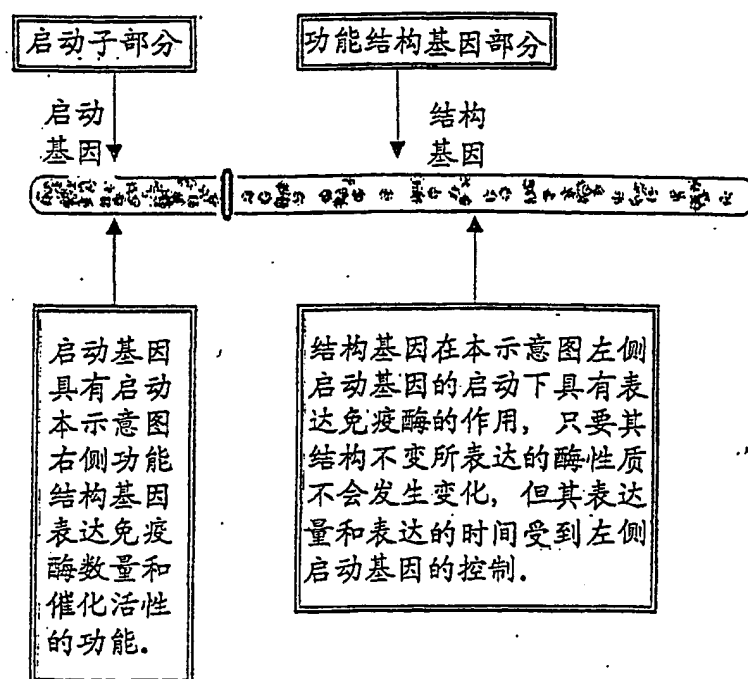 启动子部分
功能结构基因部分
启动
基因
结构
基因
启动基因
具有启动
本示意图
右侧功能
结构基因
表达免疫
酶数量和
催化活性
的功能.
结构基因在本示意图左侧
启动基因的启动下具有表
达免疫酶的作用, 只要其
结构不变所表达的酶性质
不会发生变化, 但其表达
量和表达的时间受到左侧
启动基因的控制.